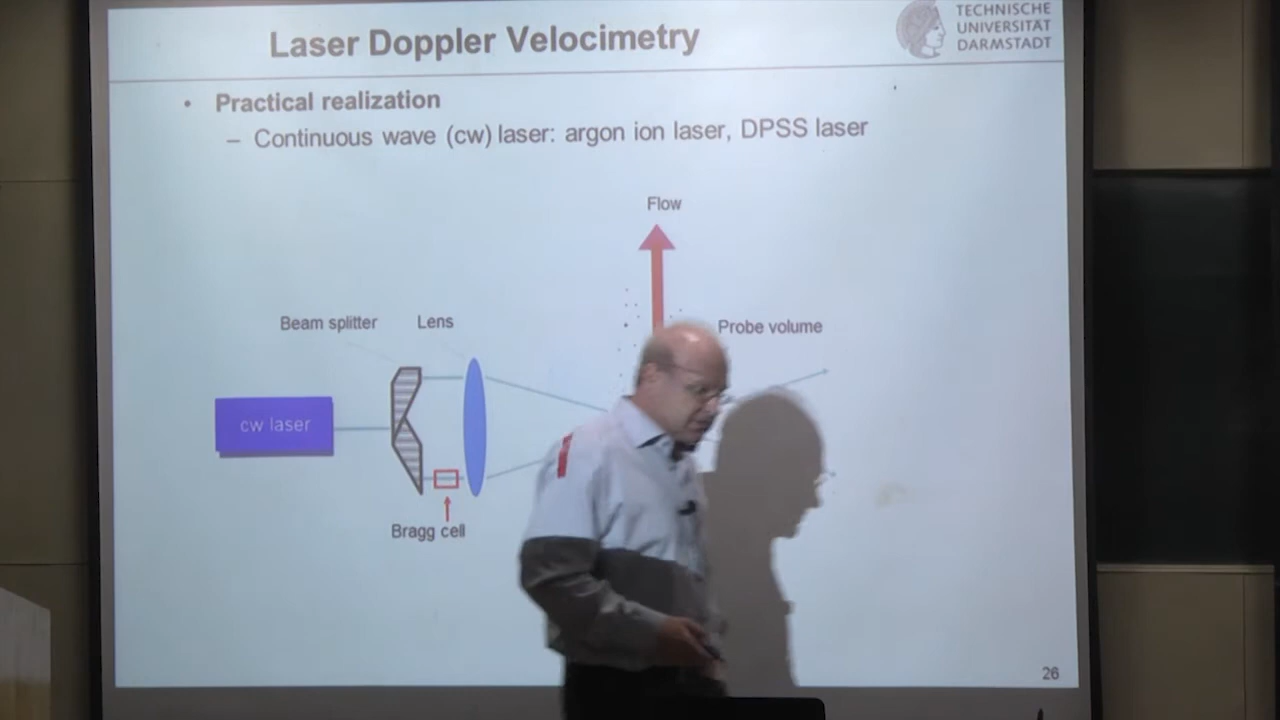 Laser Doppler Velocimetry
TECHNISCHE
UNIVERSITÄT
DARMSTADT
• Practical realization
– Continuous wave (cw) laser: argon ion laser, DPSS laser
Flow
Beam splitter
Lens
Probe volume
cw laser
Bragg cell
26